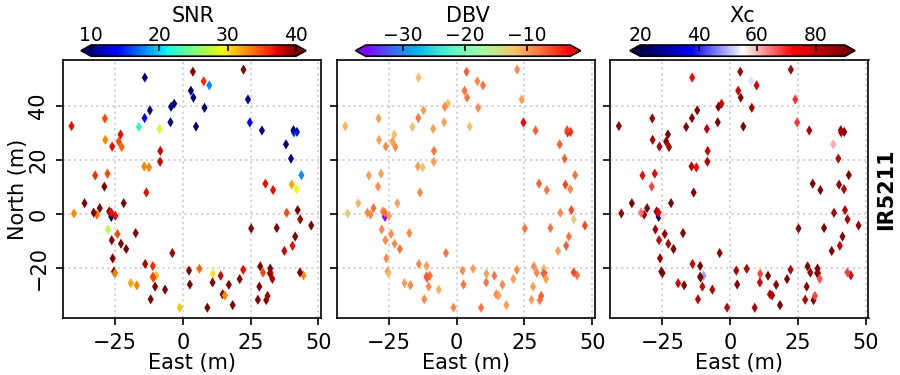 SNR DBV Xc
10 20 30 40 −30 −20 −10 20 40 60 80
40
20
0
−20
North (m)
IR5211
−25 0 25 50 −25 0 25 50 −25 0 25 50
East (m) East (m) East (m)